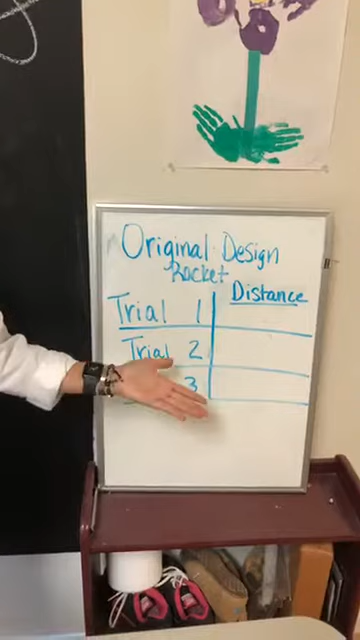 Original Design
Rocket
Distance
Trial 1
Trial 2
3